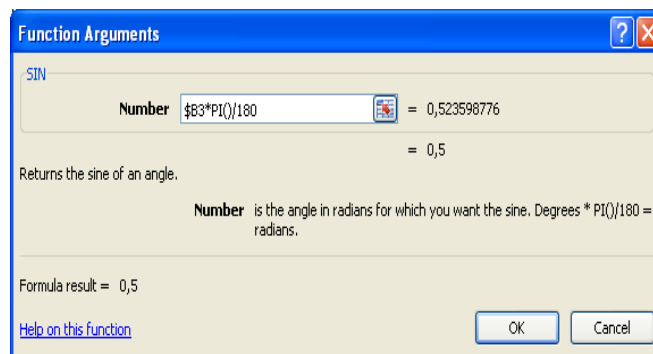 Function Arguments
SIN
Number $B3*PI()/180 = 0,523598776
= 0,5
Returns the sine of an angle.
Number is the angle in radians for which you want the sine. Degrees * PI()/180 =
radians.
Formula result = 0,5
Help on this function
OK Cancel